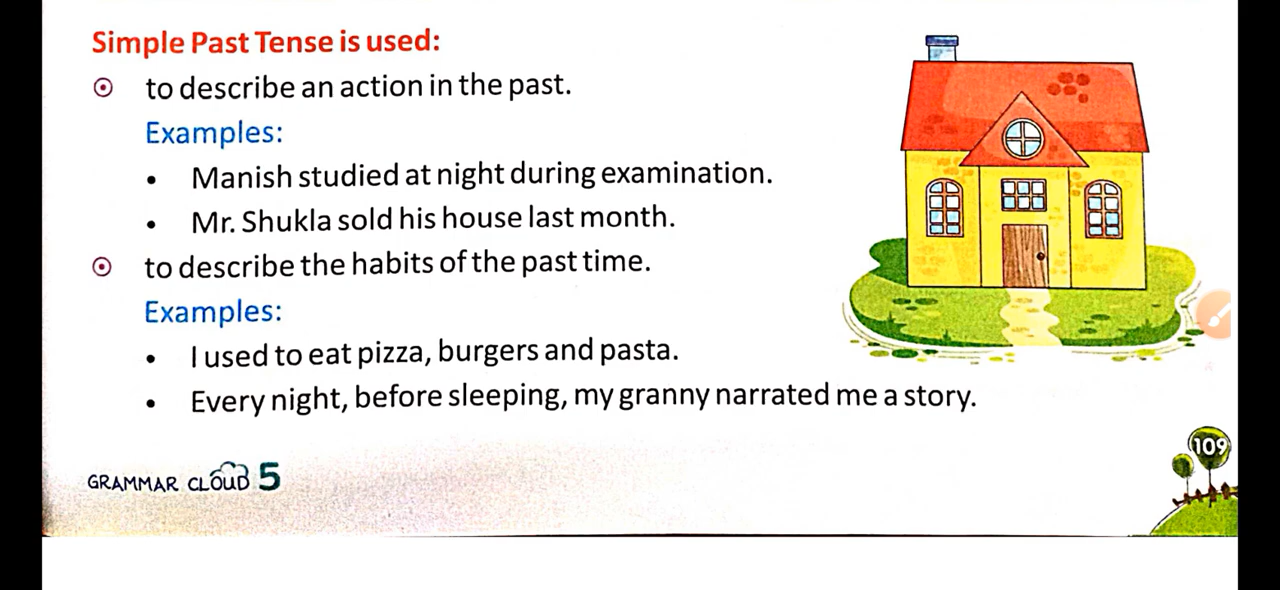 Simple Past Tense is used:
to describe an action in the past.
Examples:
• Manish studied at night during examination.
• Mr. Shukla sold his house last month.
to describe the habits of the past time.
Examples:
• I used to eat pizza, burgers and pasta.
• Every night, before sleeping, my granny narrated me a story.
GRAMMAR CLOUD 5
109